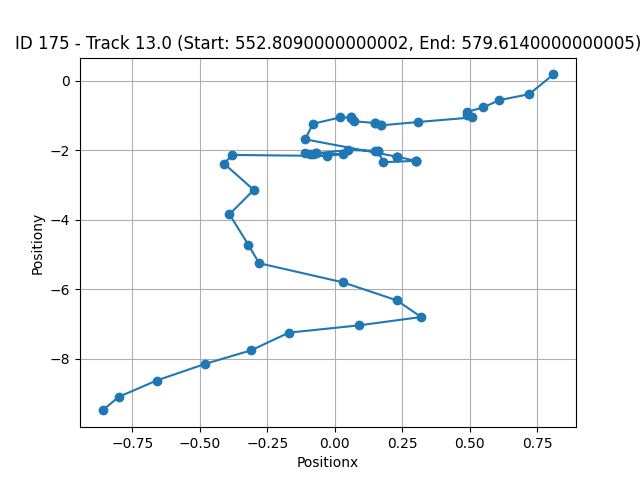 ID 175 - Track 13.0 (Start: 552.8090000000002, End: 579.6140000000005)
0
−2
−4
−6
−8
Positiony
−0.75 −0.50 −0.25 0.00 0.25 0.50 0.75
Positionx